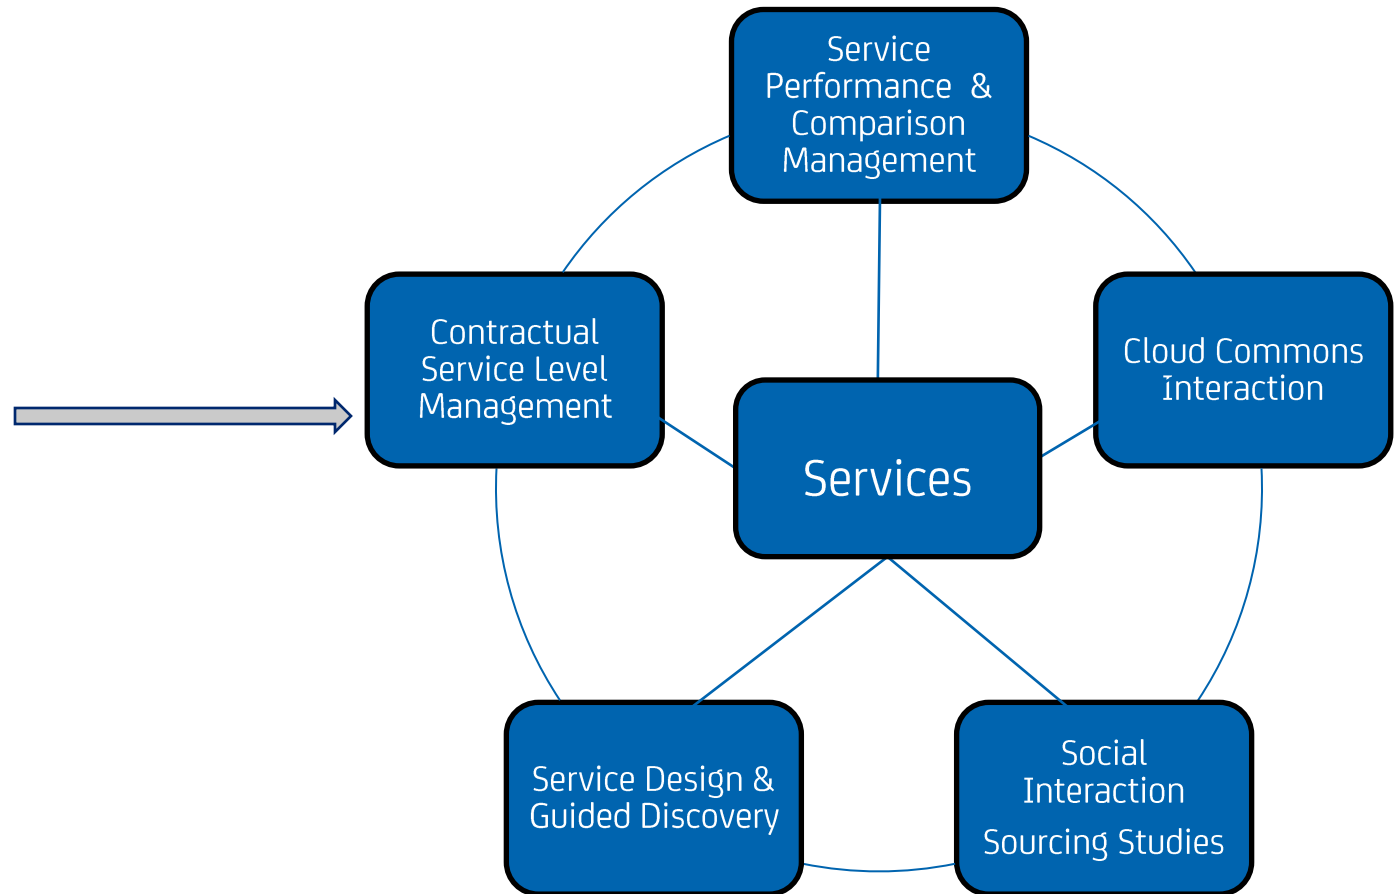 Service
Performance & 
Comparison
Management
Contractual
Service Level
Management
Cloud Commons
Interaction
Services
Service Design &
Guided Discovery
Social
Interaction
Sourcing Studies